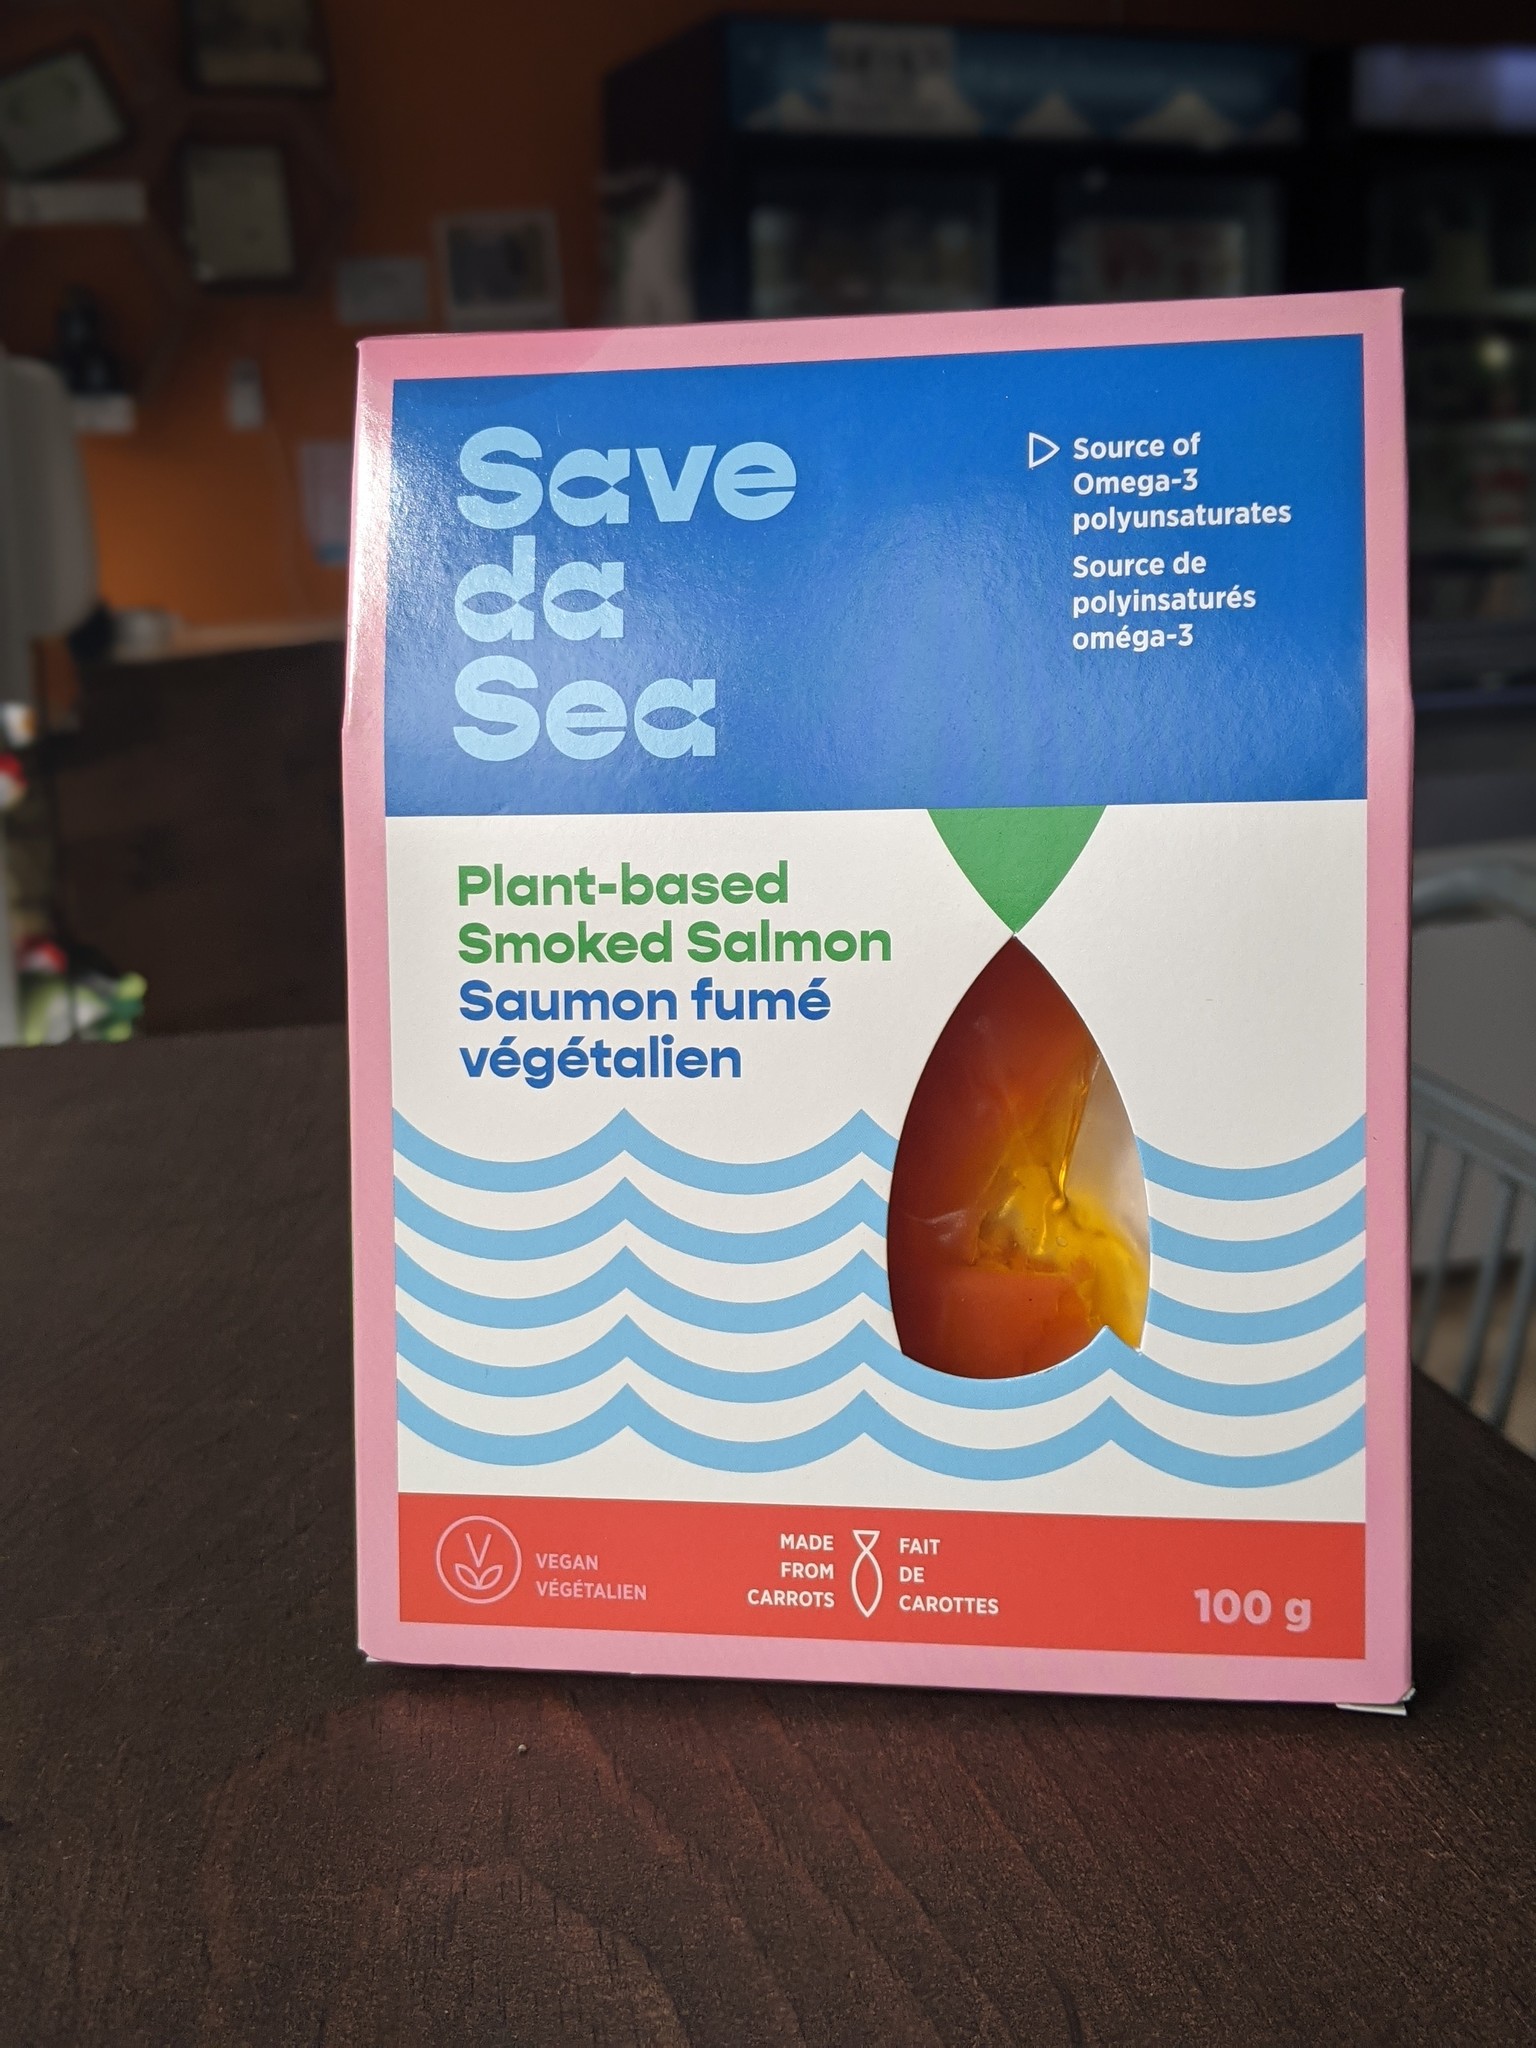 Save
da
Sea
Source of
Omega-3
polyunsaturates
Source de
polyinsaturés
oméga-3
Plant-based
Smoked Salmon
Saumon fumé
végétalien
V
VEGAN
VÉGÉTALIEN
MADE
FROM
CARROTS
FAIT
DE
CAROTTES
100 g